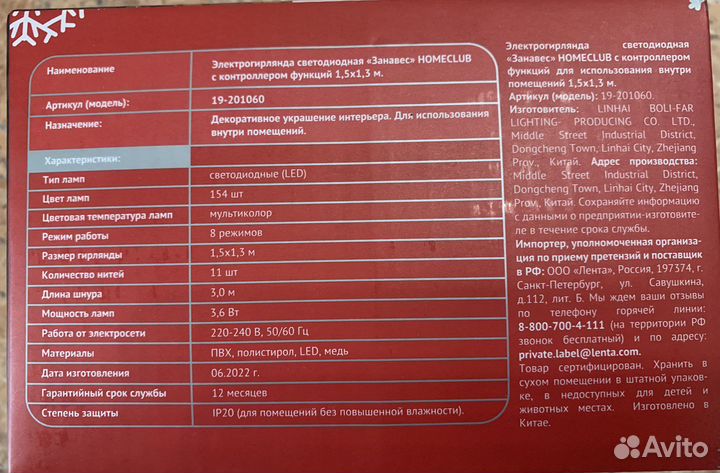 Наименование
Электрогирлянда светодиодная «Занавес» HOMECLUB
с контроллером функций 1,5х1,3 м.
Артикул (модель):
19-201060
Назначение:
Декоративное украшение интерьера. Для использования
внутри помещений.
Характеристики:
Тип ламп
светодиодные (LED)
Цвет ламп
154 шт
Цветовая температура ламп
мультиколор
Режим работы
8 режимов
Размер гирлянды
1,5х1,3 м
Количество нитей
11 шт
Длина шнура
3,0 м
Мощность ламп
3,6 Вт
Работа от электросети
220-240 В, 50/60 Гц
Материалы
ПВХ, полистирол, LED, медь
Дата изготовления
06.2022 г.
Гарантийный срок службы
12 месяцев
Степень защиты
IP20 (для помещений без повышенной влажности).
Электрогирлянда светодиодная
«Занавес» HOMECLUB с контроллером
функций для использования внутри
помещений 1,5х1,3 м.
Артикул (модель): 19-201060.
Изготовитель: LINHAI BOLI-FAR
LIGHTING- PRODUCING CO. LTD.,
Middle Street Industrial District,
Dongcheng Town, Linhai City, Zhejiang
Prov., Китай. Адрес производства:
Middle Street Industrial District,
Dongcheng Town, Linhai City, Zhejiang
Prov., Китай. Сохраняйте информацию
с данными о предприятии-изготовите-
ле в течение срока службы.
Импортер, уполномоченная организа-
ция по приему претензий и поставщик
в РФ: ООО «Лента», Россия, 197374, г.
Санкт-Петербург, ул. Савушкина,
д.112, лит. Б. Мы ждем ваши отзывы
по телефону горячей линии:
8-800-700-4-111 (на территории РФ
звонок бесплатный) и по адресу:
private.label@lenta.com.
Товар сертифицирован. Хранить в
сухом помещении в штатной упаков-
ке, в недоступных для детей и
животных местах. Изготовлено в
Китае.
Avito